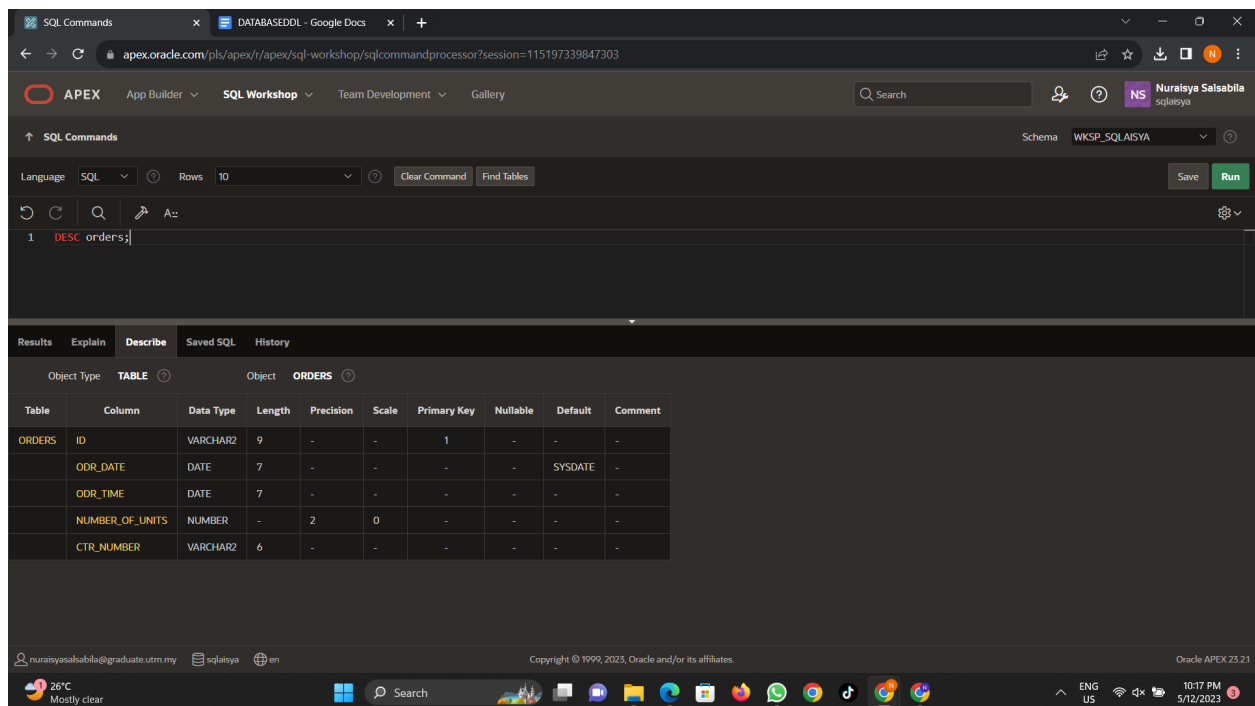 SQL Commands
DATABASEDDL - Google Docs
apex.oracle.com/pls/apex/r/apex/sql-workshop/sqlcommandprocessor?session=115197339847303
N
APEX App Builder SQL Workshop Team Development Gallery Search NS Nuraisya Salsabila
sqlaisya
SQL Commands Schema WKSP_SQLAISYA
Language SQL Rows 10 Clear Command Find Tables Save Run
1 DESC orders;
Results Explain Describe Saved SQL History
Object Type TABLE Object ORDERS
Table Column Data Type Length Precision Scale Primary Key Nullable Default Comment
ORDERS ID VARCHAR2 9 - - 1 - - -
ODR_DATE DATE 7 - - - - SYSDATE -
ODR_TIME DATE 7 - - - - - -
NUMBER_OF_UNITS NUMBER - 2 0 - - - -
CTR_NUMBER VARCHAR2 6 - - - - - -
nuraisyasalsabila@graduate.utm.my sqlaisya en Copyright © 1999, 2023, Oracle and/or its affiliates. Oracle APEX 23.2.1
1 26°C
Mostly clear
Search
ENG
US
10:17 PM
5/12/2023
3